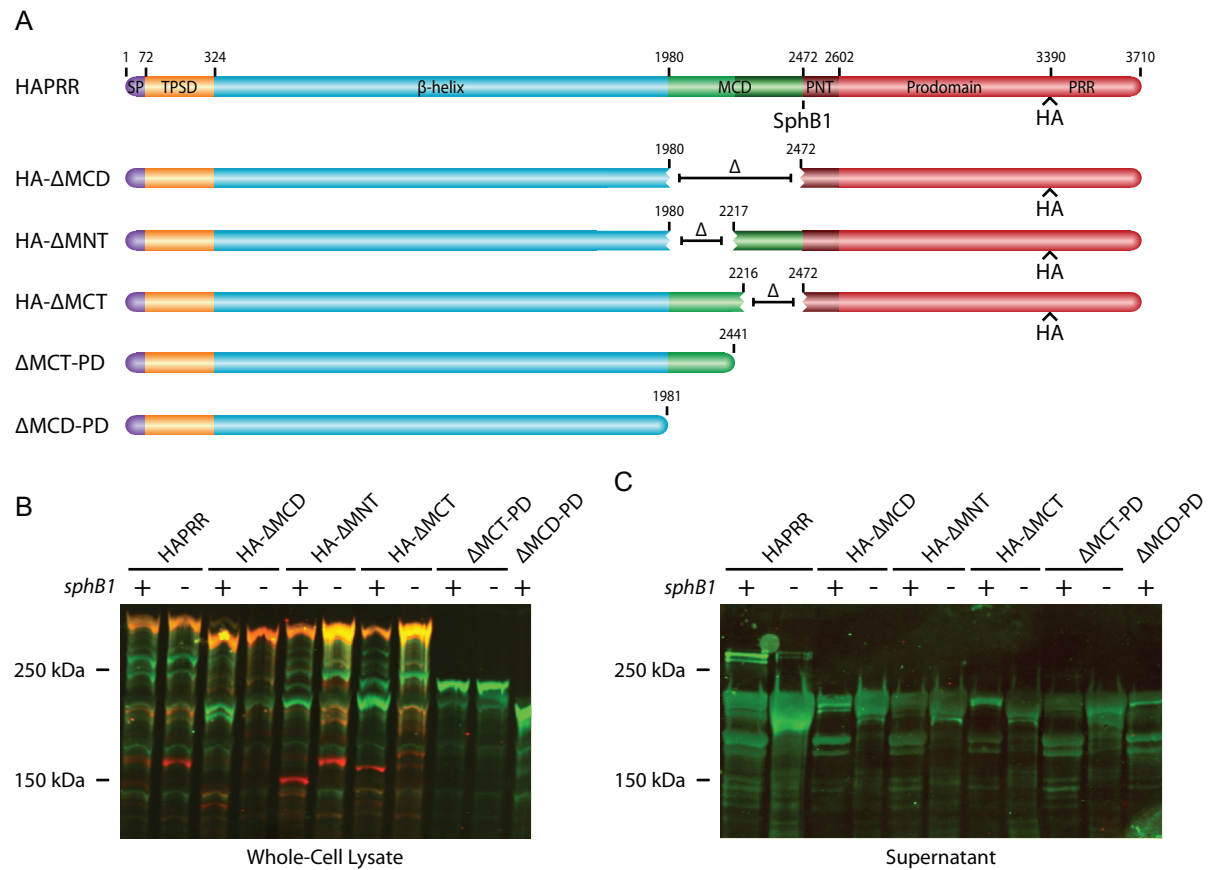 A
1 72 324 1980 2472 2602 3390 3710
HAPRR SP TPSD β-helix MCD PNT Prodomain PRR
SphB1 HA
1980 2472
HA-ΔMCD Δ
HA
1980 2217
HA-ΔMNT Δ
HA
2216 2472
HA-ΔMCT Δ
HA
2441
ΔMCT-PD
1981
ΔMCD-PD
B
HAPRR HA-ΔMCD HA-ΔMNT HA-ΔMCT ΔMCT-PD ΔMCD-PD
sphB1 + - + - + - + - + - +
250 kDa
150 kDa
Whole-Cell Lysate
C
HAPRR HA-ΔMCD HA-ΔMNT HA-ΔMCT ΔMCT-PD ΔMCD-PD
sphB1 + - + - + - + - + - +
250 kDa
150 kDa
Supernatant